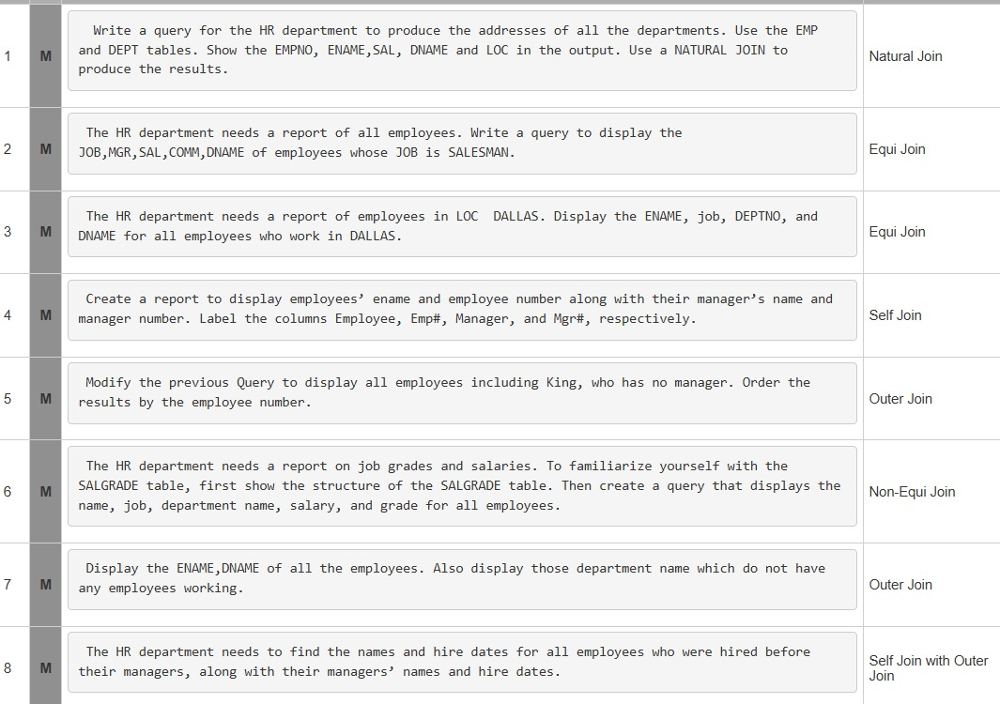 1
M
Write a query for the HR department to produce the addresses of all the departments. Use the EMP
and DEPT tables. Show the EMPNO, ENAME,SAL, DNAME and LOC in the output. Use a NATURAL JOIN to
produce the results.
Natural Join
2
M
The HR department needs a report of all employees. Write a query to display the
JOB,MGR,SAL,COMM,DNAME of employees whose JOB is SALESMAN.
Equi Join
3
M
The HR department needs a report of employees in LOC  DALLAS. Display the ENAME, job, DEPTNO, and
DNAME for all employees who work in DALLAS.
Equi Join
4
M
Create a report to display employees’ ename and employee number along with their manager’s name and
manager number. Label the columns Employee, Emp#, Manager, and Mgr#, respectively.
Self Join
5
M
Modify the previous Query to display all employees including King, who has no manager. Order the
results by the employee number.
Outer Join
6
M
The HR department needs a report on job grades and salaries. To familiarize yourself with the
SALGRADE table, first show the structure of the SALGRADE table. Then create a query that displays the
name, job, department name, salary, and grade for all employees.
Non-Equi Join
7
M
Display the ENAME,DNAME of all the employees. Also display those department name which do not have
any employees working.
Outer Join
8
M
The HR department needs to find the names and hire dates for all employees who were hired before
their managers, along with their managers’ names and hire dates.
Self Join with Outer
Join